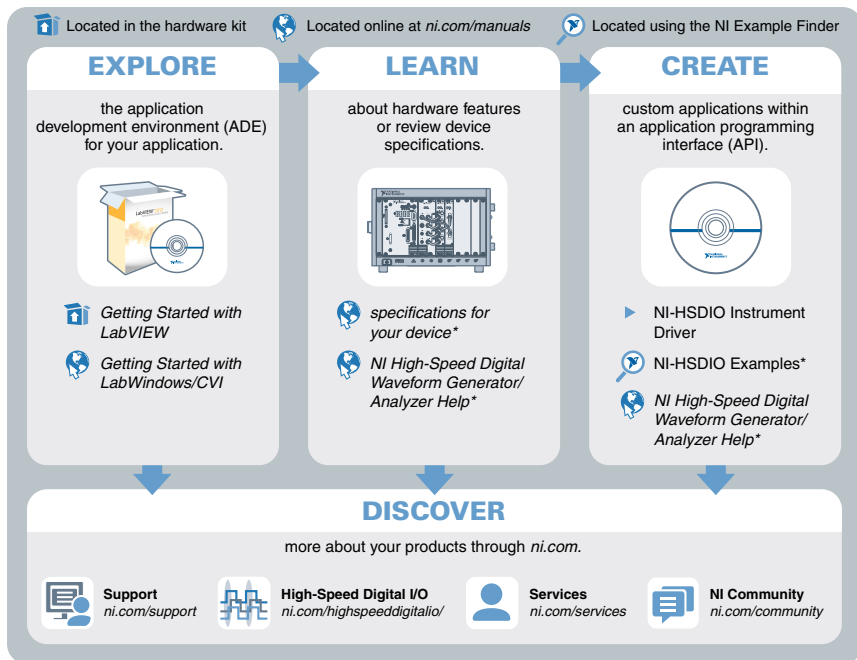 Located in the hardware kit
Located online at ni.com/manuals
Located using the NI Example Finder
EXPLORE
the application
development environment (ADE)
for your application.
LabVIEW
Getting Started with
LabVIEW
Getting Started with
LabWindows/CVI
LEARN
about hardware features
or review device
specifications.
specifications for
your device*
NI High-Speed Digital
Waveform Generator/
Analyzer Help*
CREATE
custom applications within
an application programming
interface (API).
NI-HSDIO Instrument
Driver
NI-HSDIO Examples*
NI High-Speed Digital
Waveform Generator/
Analyzer Help*
DISCOVER
more about your products through ni.com.
Support
ni.com/support
High-Speed Digital I/O
ni.com/highspeeddigitalio/
Services
ni.com/services
NI Community
ni.com/community